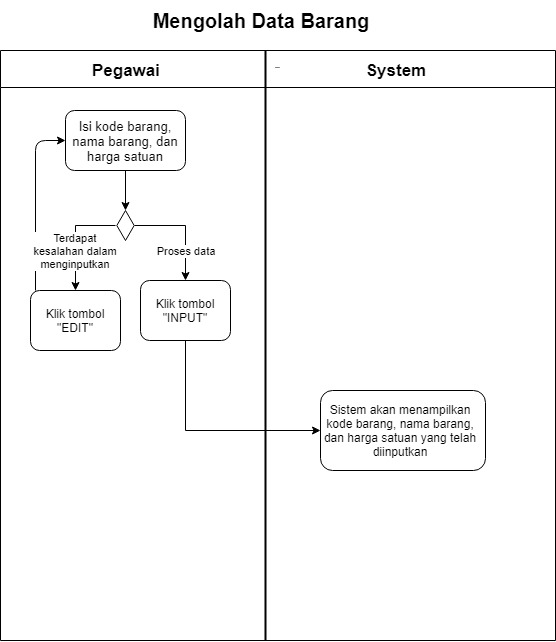 Mengolah Data Barang
Pegawai
System
Isi kode barang,
nama barang, dan
harga satuan
Terdapat
kesalahan dalam
menginputkan
Proses data
Klik tombol
"EDIT"
Klik tombol
"INPUT"
Sistem akan menampilkan
kode barang, nama barang,
dan harga satuan yang telah
diinputkan